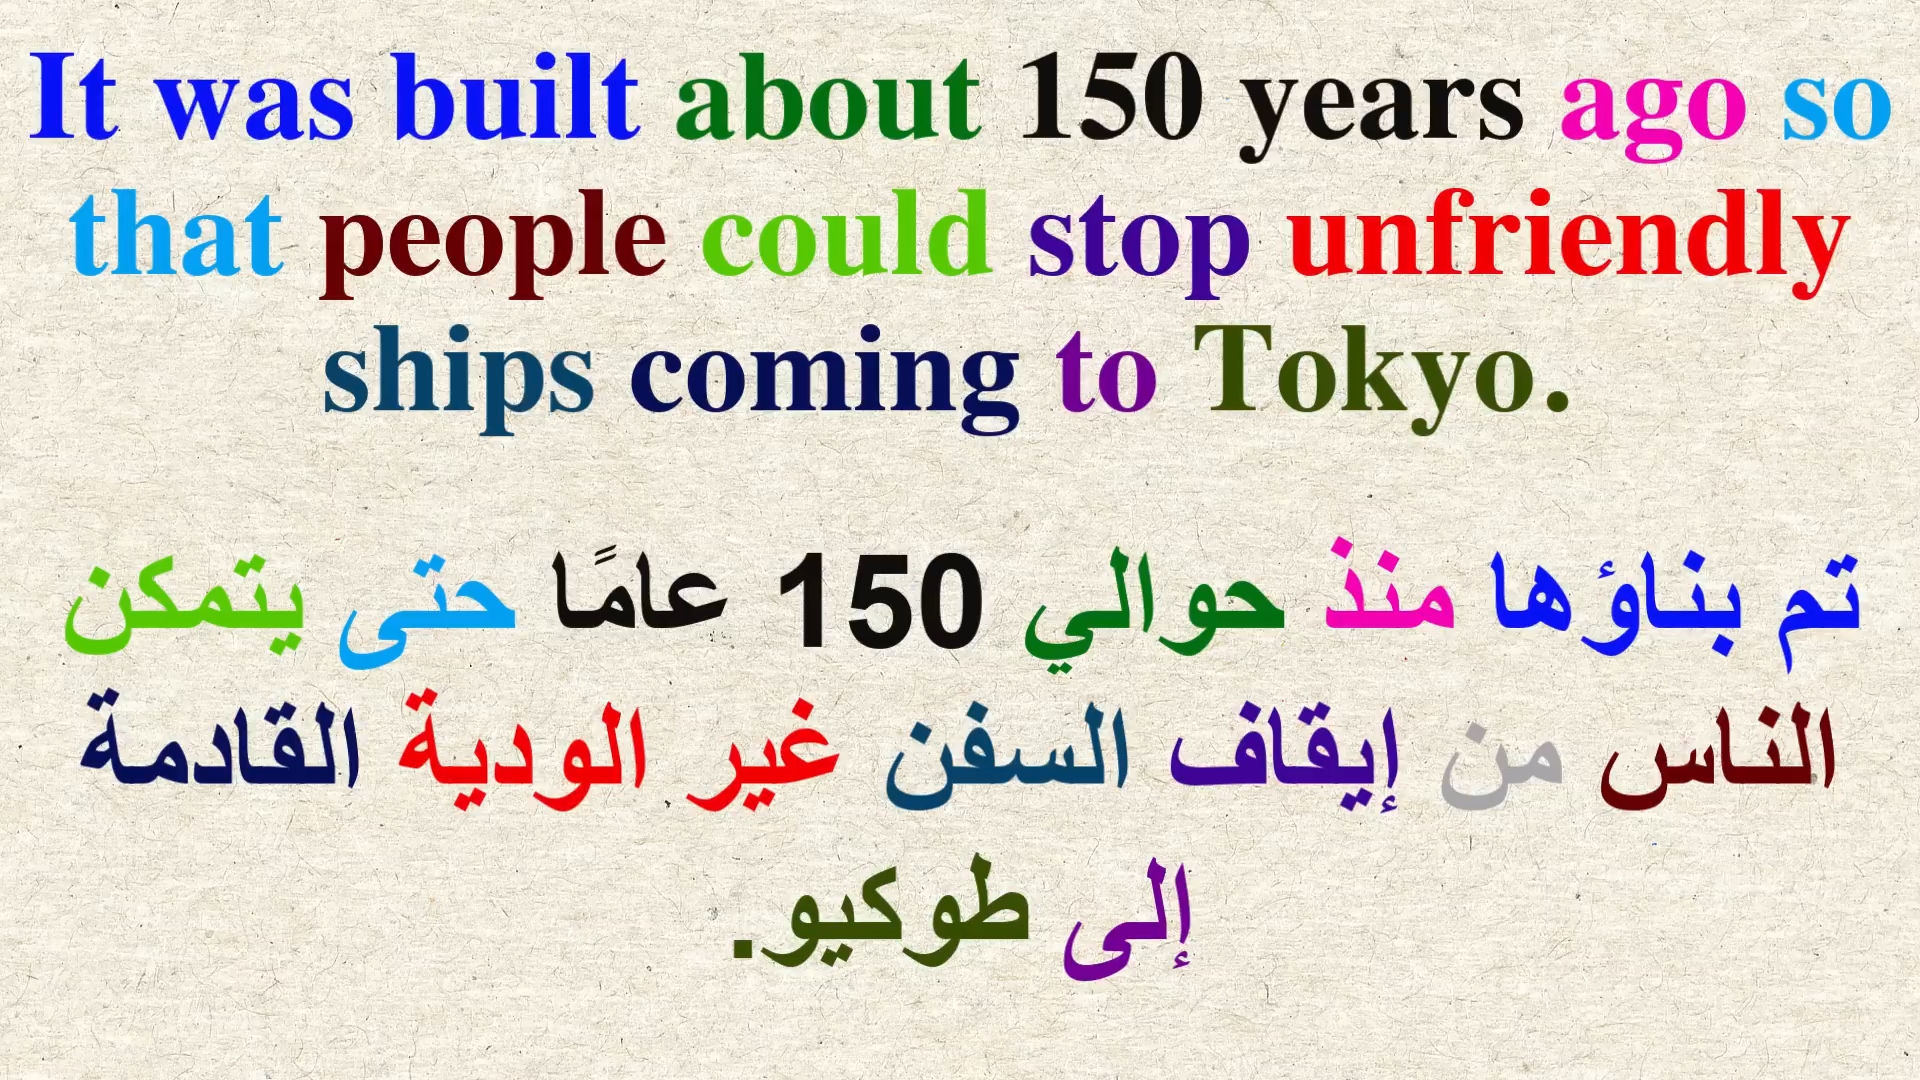 It was built about 150 years ago so
that people could stop unfriendly
ships coming to Tokyo.
تم بناؤها منذ حوالي 150 عامًا حتى يتمكن
الناس من إيقاف السفن غير الودية القادمة
إلى طوكيو.